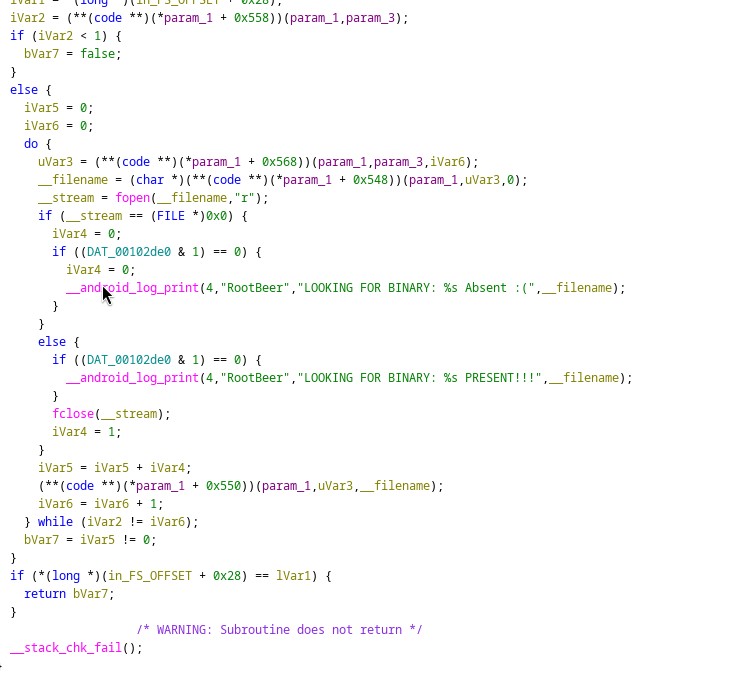 iVar1 = *(long *)(in_FS_OFFSET + 0x28);
iVar2 = (**(code **)(*param_1 + 0x558))(param_1,param_3);
if (iVar2 < 1) {
  bVar7 = false;
}
else {
  iVar5 = 0;
  iVar6 = 0;
  do {
    uVar3 = (**(code **)(*param_1 + 0x568))(param_1,param_3,iVar6);
    __filename = (char *)(**(code **)(*param_1 + 0x548))(param_1,uVar3,0);
    __stream = fopen(__filename,"r");
    if (__stream == (FILE *)0x0) {
      iVar4 = 0;
      if ((DAT_00102de0 & 1) == 0) {
        iVar4 = 0;
        __android_log_print(4,"RootBeer","LOOKING FOR BINARY: %s Absent :(",__filename);
      }
    }
    else {
      if ((DAT_00102de0 & 1) == 0) {
        __android_log_print(4,"RootBeer","LOOKING FOR BINARY: %s PRESENT!!!",__filename);
      }
      fclose(__stream);
      iVar4 = 1;
    }
    iVar5 = iVar5 + iVar4;
    (**(code **)(*param_1 + 0x550))(param_1,uVar3,__filename);
    iVar6 = iVar6 + 1;
  } while (iVar2 != iVar6);
  bVar7 = iVar5 != 0;
}
if (*(long *)(in_FS_OFFSET + 0x28) == lVar1) {
  return bVar7;
}
/* WARNING: Subroutine does not return */
__stack_chk_fail();